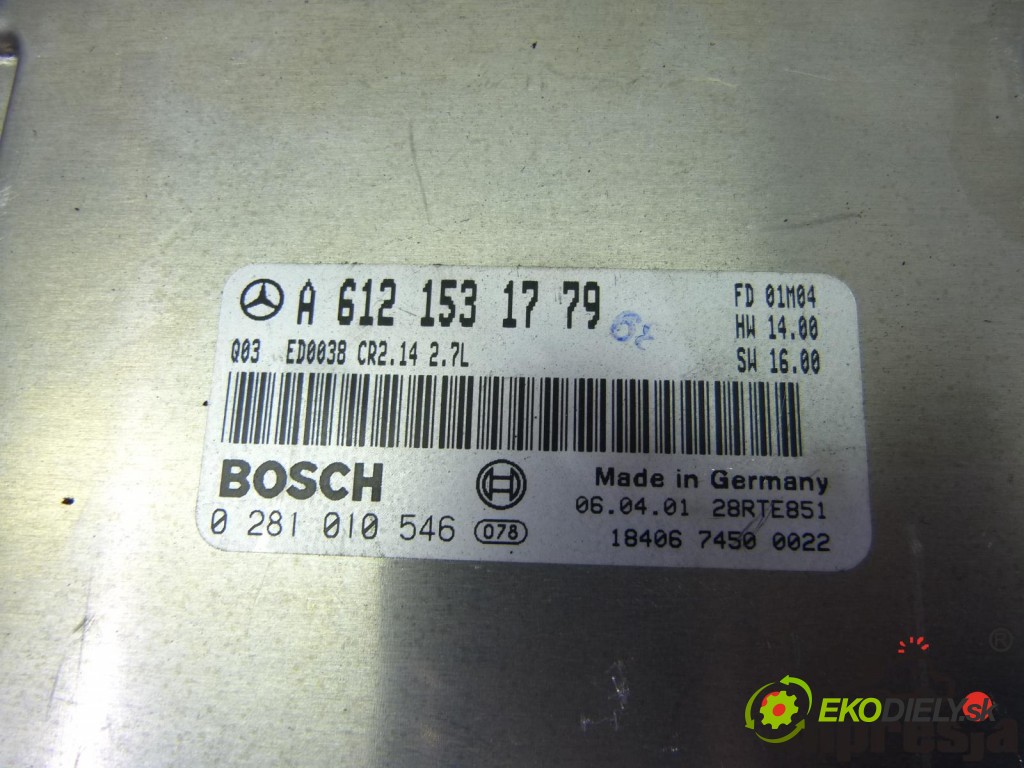 A 612 153 17 79
FD 01M04
HW 14.00
SW 16.00
Q03 ED0038 CR2.14 2.7L
BOSCH
Made in Germany
06.04.01 28RTE851
0 281 010 546 078
18406 7450 0022
®
EKODIELY.sk